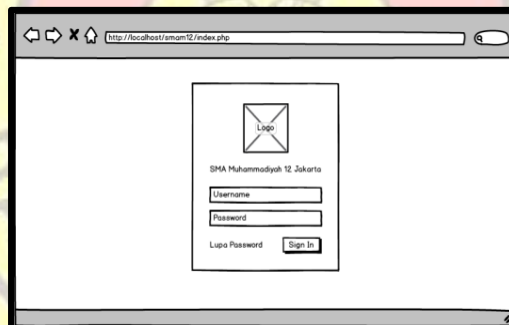 http://localhost/smam12/index.php
Logo
SMA Muhammadiyah 12 Jakarta
Username
Password
Lupa Password Sign In